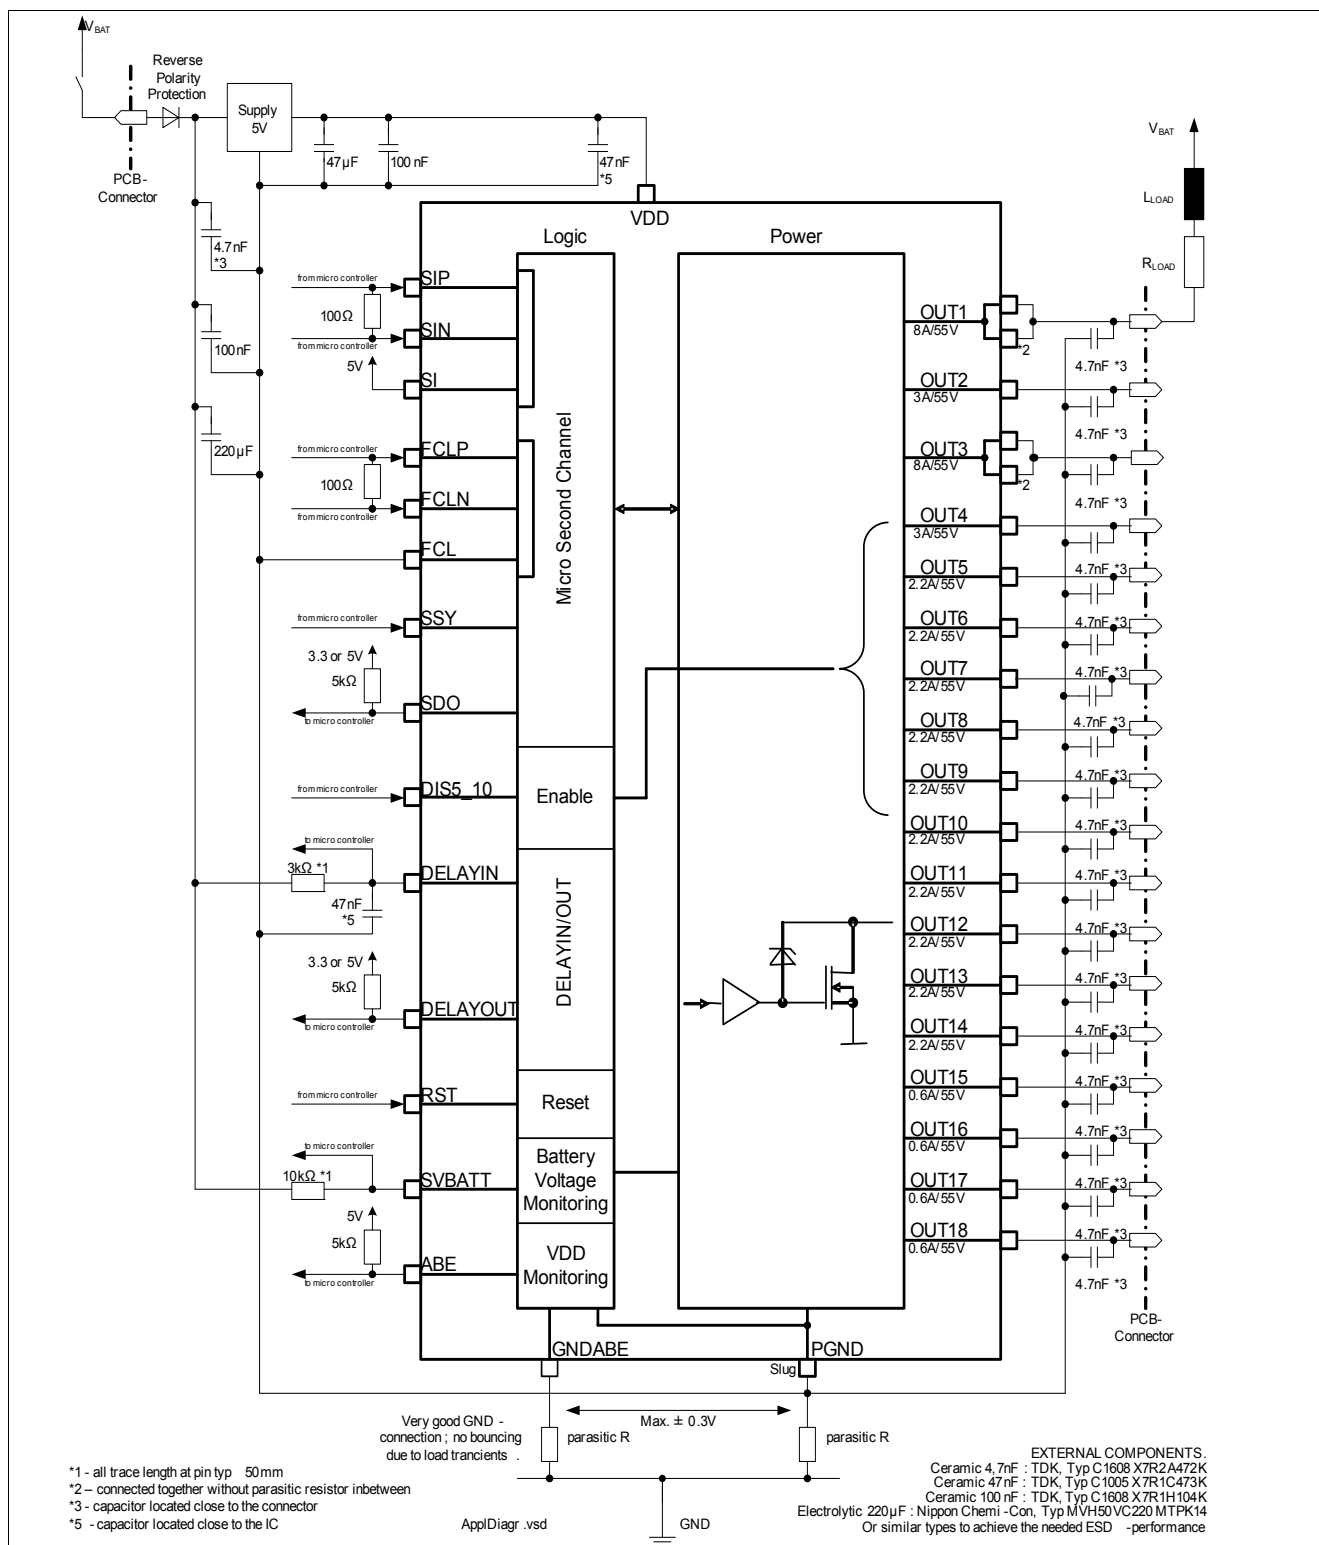 VBAT
Reverse
Polarity
Protection
Supply
5V
47µF
100nF
47nF
*5
PCB-
Connector
VDD
VBAT
LLOAD
RLOAD
4.7nF
*3
100nF
220µF
Logic
Power
from micro controller
SIP
100Ω
SIN
from micro controller
5V
SI
from micro controller
FCLP
100Ω
FCLN
from micro controller
FCL
Micro Second Channel
from micro controller
SSY
3.3 or 5V
5kΩ
SDO
to micro controller
DIS5_10
from micro controller
Enable
to micro controller
3kΩ *1
DELAYIN
47nF
*5
DELAYIN/OUT
3.3 or 5V
5kΩ
DELAYOUT
to micro controller
from micro controller
RST
Reset
to micro controller
10kΩ *1
SVBATT
Battery
Voltage
Monitoring
5V
5kΩ
ABE
to micro controller
VDD
Monitoring
OUT1
8A/55V
*2
4.7nF *3
OUT2
3A/55V
4.7nF *3
OUT3
8A/55V
*2
4.7nF *3
OUT4
3A/55V
4.7nF *3
OUT5
2.2A/55V
4.7nF *3
OUT6
2.2A/55V
4.7nF *3
OUT7
2.2A/55V
4.7nF *3
OUT8
2.2A/55V
4.7nF *3
OUT9
2.2A/55V
4.7nF *3
OUT10
2.2A/55V
4.7nF *3
OUT11
2.2A/55V
4.7nF *3
OUT12
2.2A/55V
4.7nF *3
OUT13
2.2A/55V
4.7nF *3
OUT14
2.2A/55V
4.7nF *3
OUT15
0.6A/55V
4.7nF *3
OUT16
0.6A/55V
4.7nF *3
OUT17
0.6A/55V
4.7nF *3
OUT18
0.6A/55V
4.7nF *3
PCB-
Connector
GNDABE
PGND
Slug
Very good GND -
connection ; no bouncing
due to load trancients .
Max. ± 0.3V
parasitic R
parasitic R
*1 - all trace length at pin typ 50mm
*2 – connected together without parasitic resistor inbetween
*3 - capacitor located close to the connector
*5 - capacitor located close to the IC
ApplDiagr .vsd
GND
EXTERNAL COMPONENTS.
Ceramic 4,7nF : TDK, Typ C1608 X7R2A472K
Ceramic 47nF : TDK, Typ C1005 X7R1C473K
Ceramic 100 nF : TDK, Typ C1608 X7R1H104K
Electrolytic 220µF : Nippon Chemi -Con, Typ MVH50VC220 MTPK14
Or similar types to achieve the needed ESD -performance